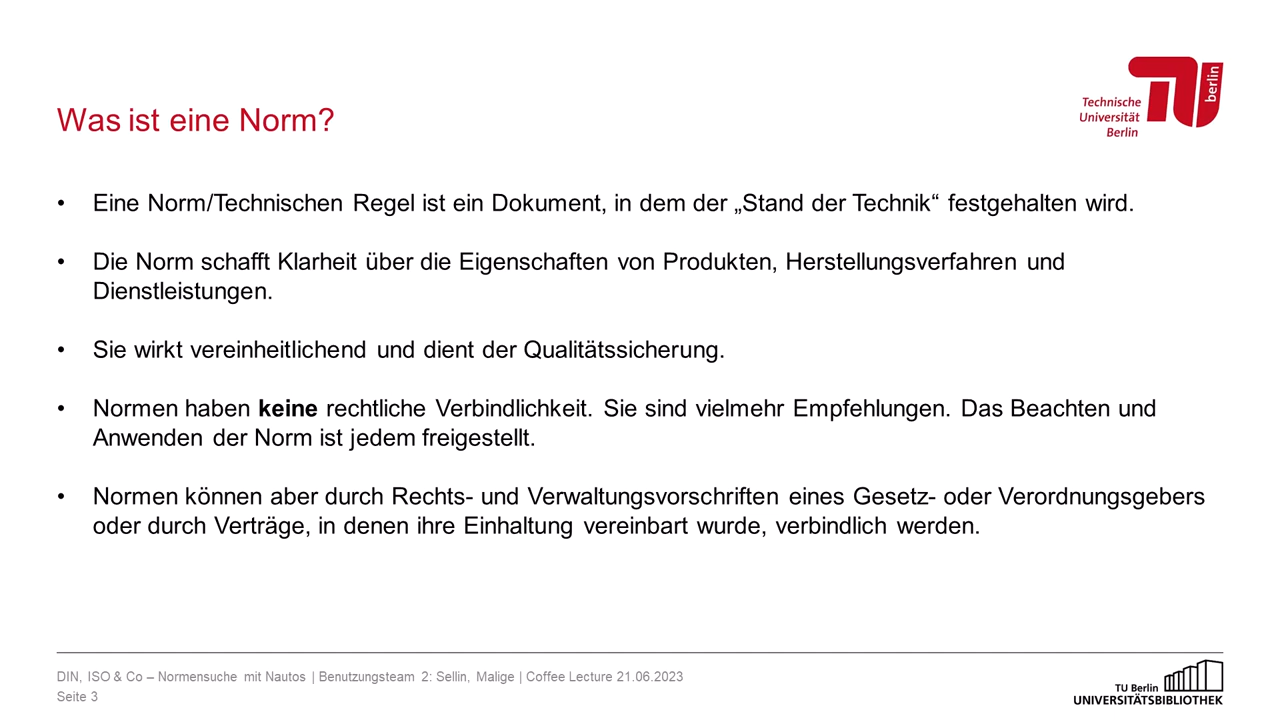 Technische
Universität
Berlin
berlin
Was ist eine Norm?
• Eine Norm/Technischen Regel ist ein Dokument, in dem der „Stand der Technik“ festgehalten wird.
• Die Norm schafft Klarheit über die Eigenschaften von Produkten, Herstellungsverfahren und
Dienstleistungen.
• Sie wirkt vereinheitlichend und dient der Qualitätssicherung.
• Normen haben keine rechtliche Verbindlichkeit. Sie sind vielmehr Empfehlungen. Das Beachten und
Anwenden der Norm ist jedem freigestellt.
• Normen können aber durch Rechts- und Verwaltungsvorschriften eines Gesetz- oder Verordnungsgebers
oder durch Verträge, in denen ihre Einhaltung vereinbart wurde, verbindlich werden.
DIN, ISO & Co – Normensuche mit Nautos | Benutzungsteam 2: Sellin, Malige | Coffee Lecture 21.06.2023
Seite 3
TU Berlin
UNIVERSITÄTSBIBLIOTHEK